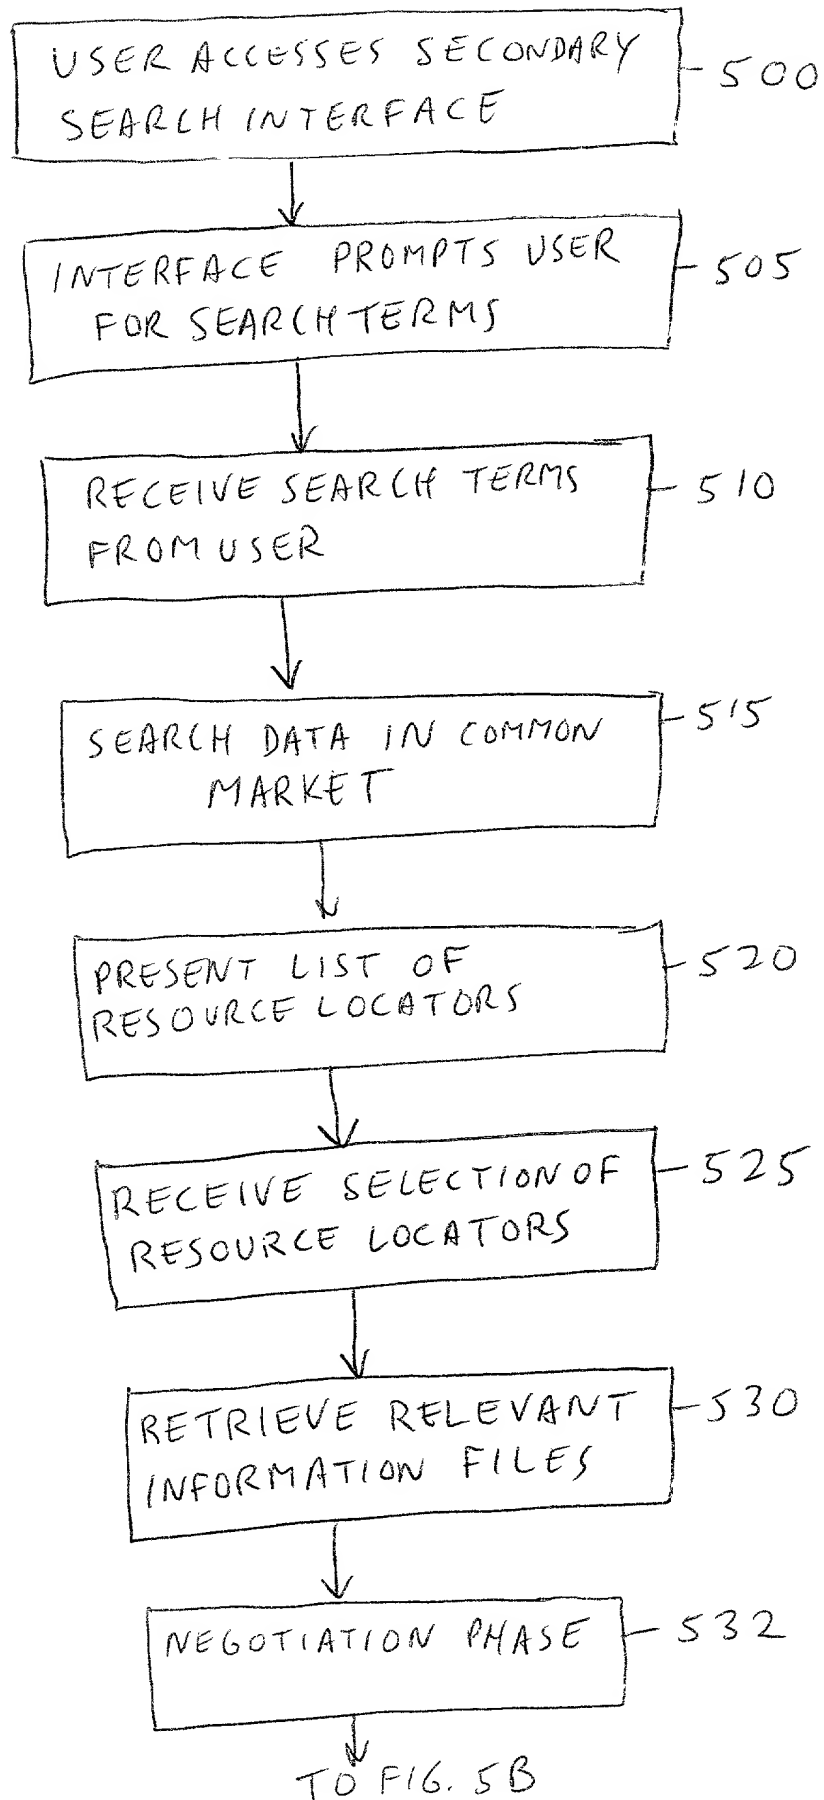 USER ACCESSES SECONDARY
SEARCH INTERFACE
500
INTERFACE PROMPTS USER
FOR SEARCH TERMS
505
RECEIVE SEARCH TERMS
FROM USER
510
SEARCH DATA IN COMMON
MARKET
515
PRESENT LIST OF
RESOURCE LOCATORS
520
RECEIVE SELECTION OF
RESOURCE LOCATORS
525
RETRIEVE RELEVANT
INFORMATION FILES
530
NEGOTIATION PHASE
532
TO FIG. 5B